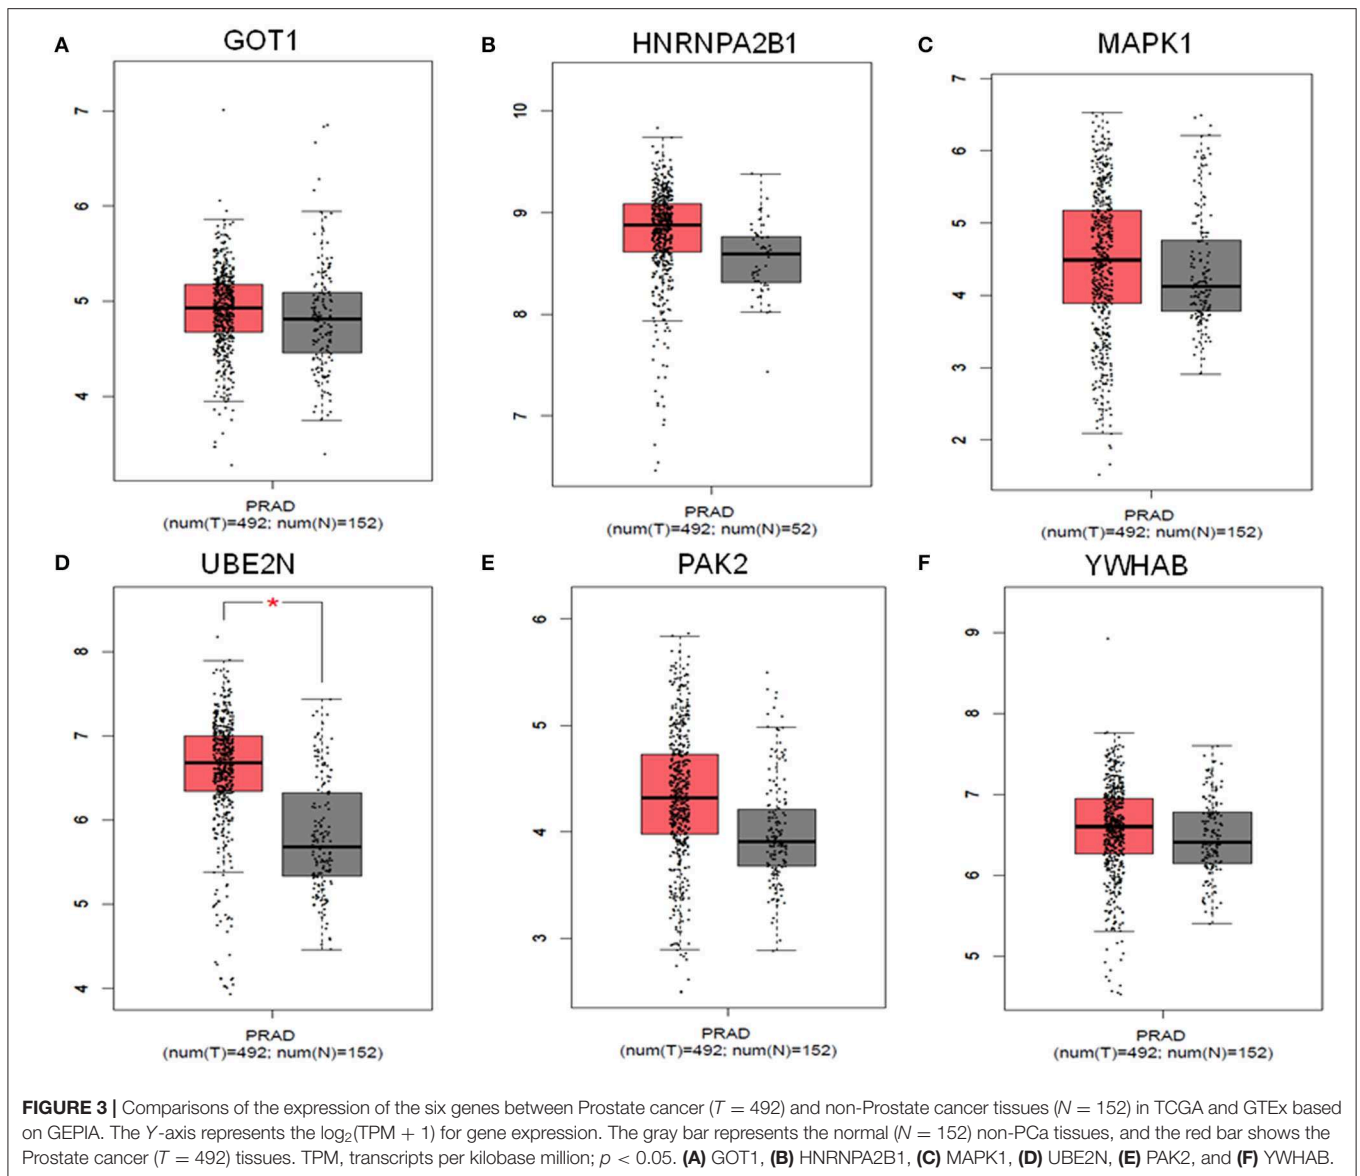 A
GOT1
7
6
5
4
PRAD
(num(T)=492; num(N)=152)
B
HNRNPA2B1
10
9
8
7
PRAD
(num(T)=492; num(N)=52)
C
MAPK1
7
6
5
4
3
2
PRAD
(num(T)=492; num(N)=152)
D
UBE2N
*
8
7
6
5
4
PRAD
(num(T)=492; num(N)=152)
E
PAK2
6
5
4
3
PRAD
(num(T)=492; num(N)=152)
F
YWHAB
9
8
7
6
5
PRAD
(num(T)=492; num(N)=152)
FIGURE 3 | Comparisons of the expression of the six genes between Prostate cancer (T = 492) and non-Prostate cancer tissues (N = 152) in TCGA and GTEx based
on GEPIA. The Y-axis represents the log₂(TPM + 1) for gene expression. The gray bar represents the normal (N = 152) non-PCa tissues, and the red bar shows the
Prostate cancer (T = 492) tissues. TPM, transcripts per kilobase million; p < 0.05. (A) GOT1, (B) HNRNPA2B1, (C) MAPK1, (D) UBE2N, (E) PAK2, and (F) YWHAB.